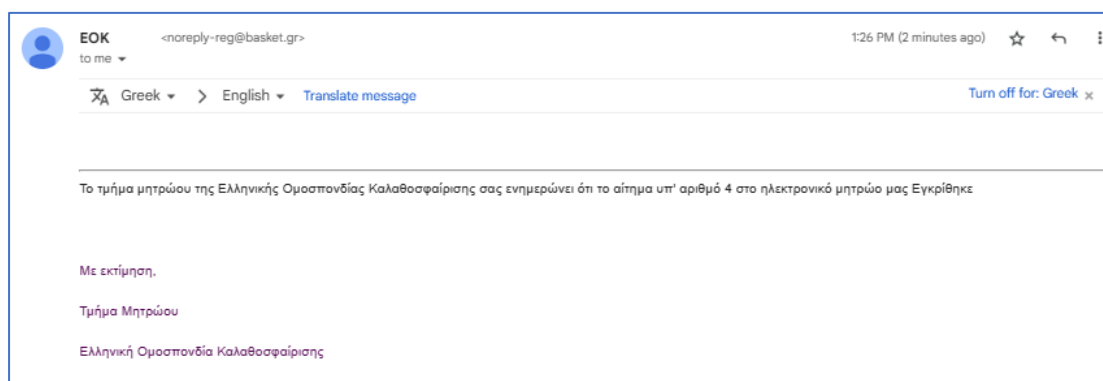 ΕΟΚ <noreply-reg@basket.gr> 1:26 PM (2 minutes ago)
to me
Greek > English Translate message Turn off for: Greek ×
Το τμήμα μητρώου της Ελληνικής Ομοσπονδίας Καλαθοσφαίρισης σας ενημερώνει ότι το αίτημα υπ' αριθμό 4 στο ηλεκτρονικό μητρώο μας Εγκρίθηκε
Με εκτίμηση,
Τμήμα Μητρώου
Ελληνική Ομοσπονδία Καλαθοσφαίρισης